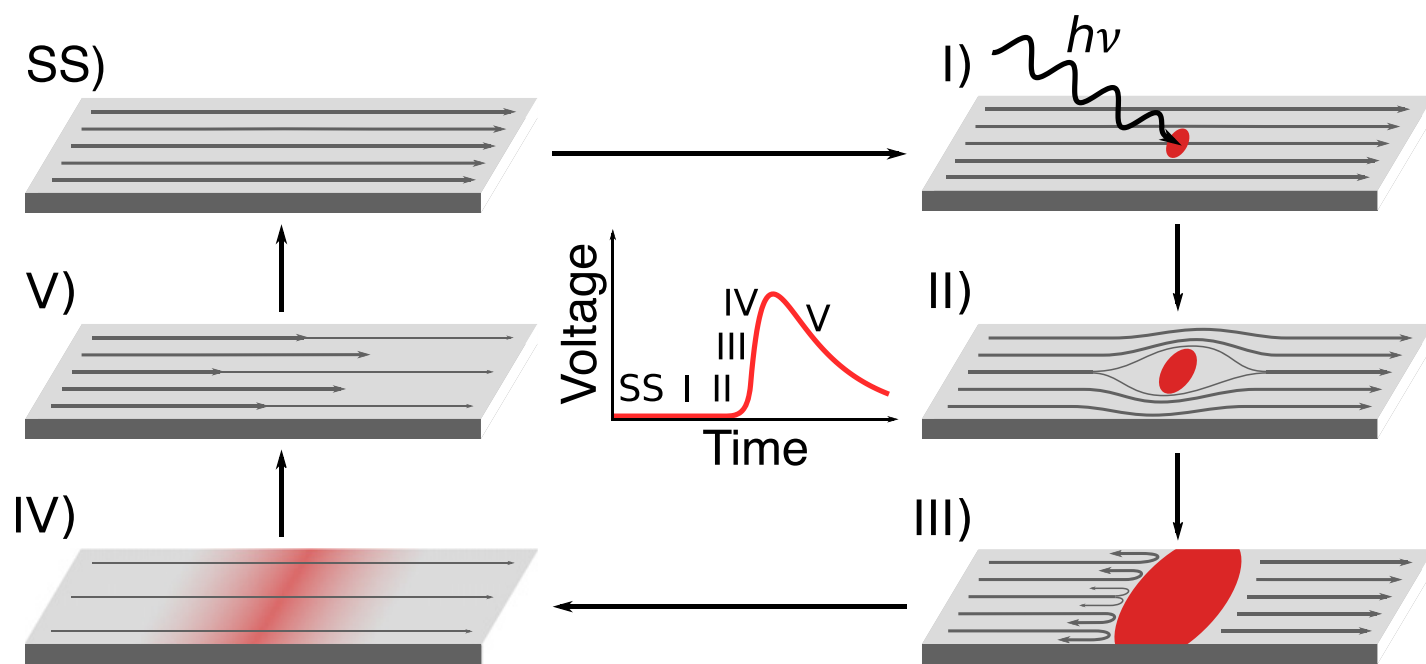 SS)
I)
hν
V)
II)
IV)
III)
Voltage
Time
SS
I
II
III
IV
V